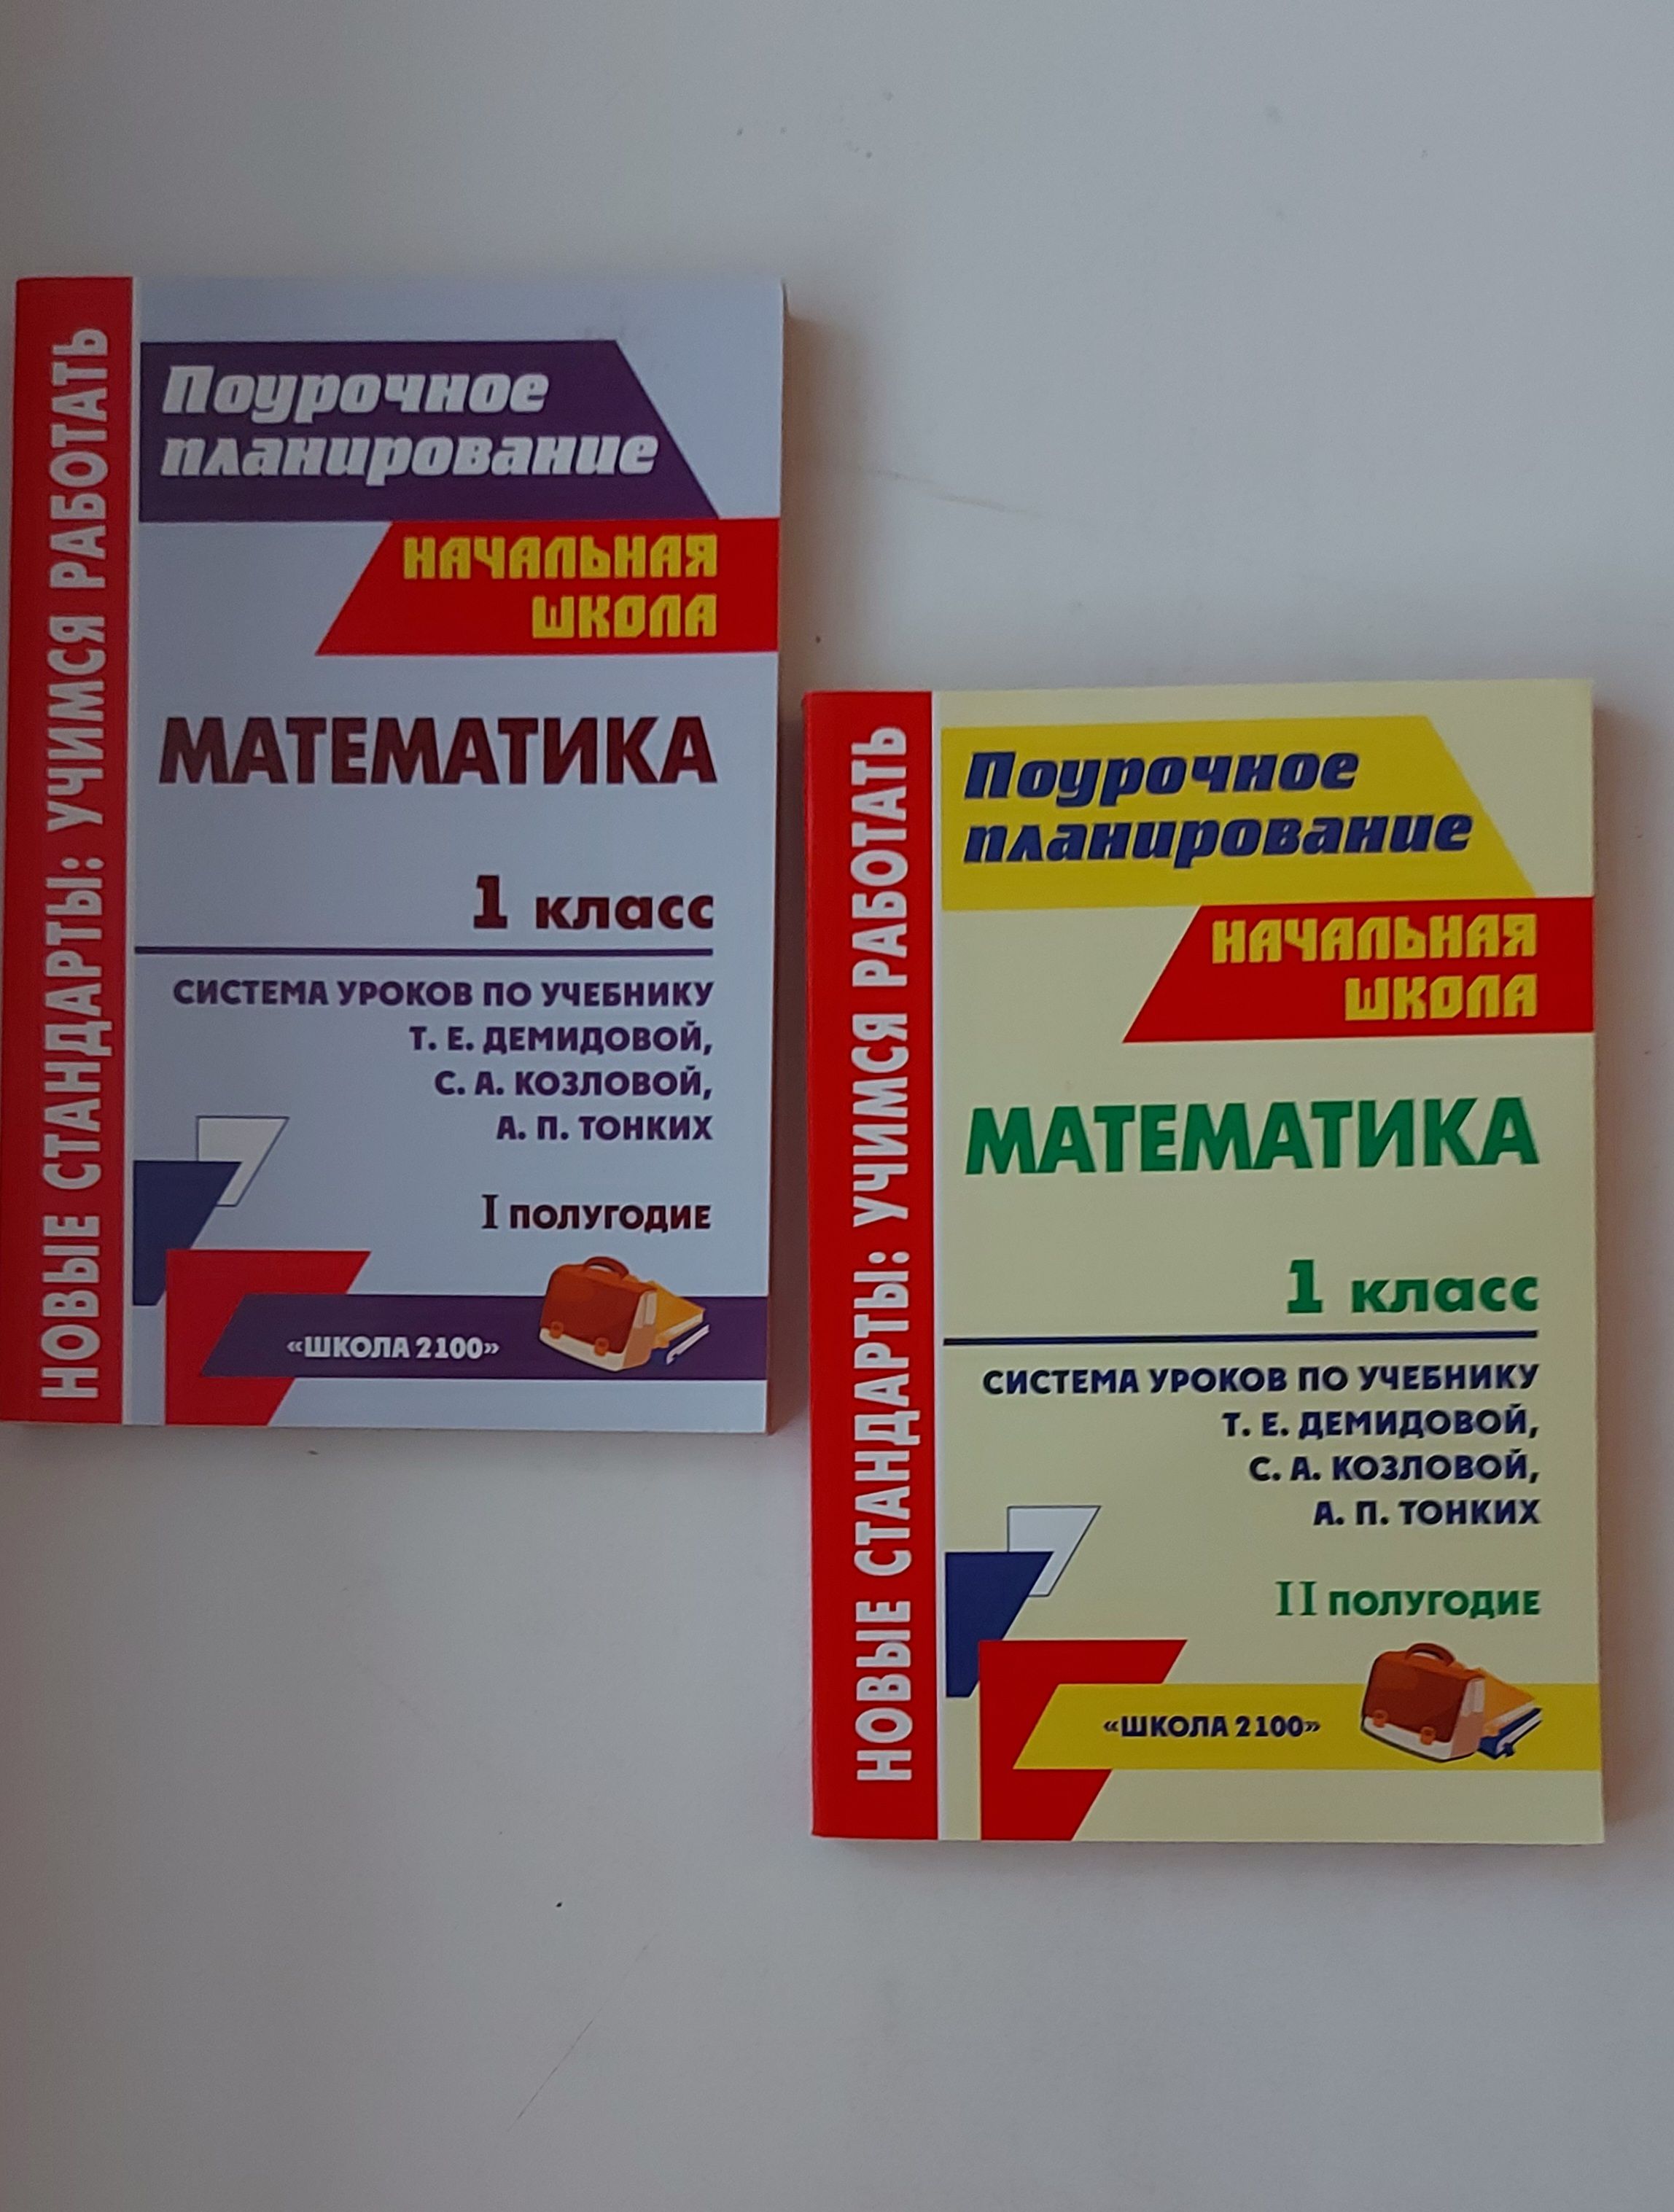 НОВЫЕ СТАНДАРТЫ: УЧИМСЯ РАБОТАТЬ
Поурочное
планирование
НАЧАЛЬНАЯ
ШКОЛА
МАТЕМАТИКА
1 класс
СИСТЕМА УРОКОВ ПО УЧЕБНИКУ
Т. Е. ДЕМИДОВОЙ,
С. А. КОЗЛОВОЙ,
А. П. ТОНКИХ
I ПОЛУГОДИЕ
«ШКОЛА 2100»
НОВЫЕ СТАНДАРТЫ: УЧИМСЯ РАБОТАТЬ
Поурочное
планирование
НАЧАЛЬНАЯ
ШКОЛА
МАТЕМАТИКА
1 класс
СИСТЕМА УРОКОВ ПО УЧЕБНИКУ
Т. Е. ДЕМИДОВОЙ,
С. А. КОЗЛОВОЙ,
А. П. ТОНКИХ
II ПОЛУГОДИЕ
«ШКОЛА 2100»